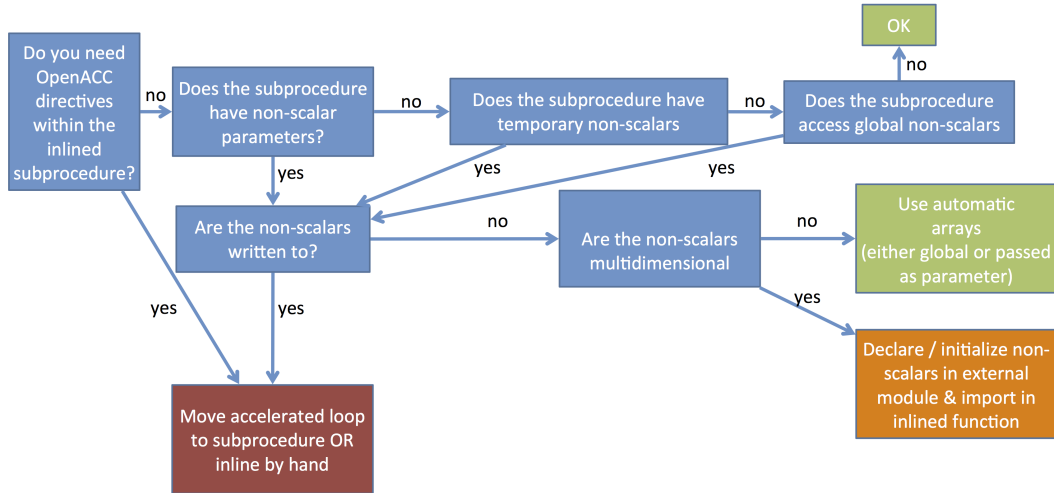 OK
Do you need
OpenACC
directives
within the
inlined
subprocedure?
no
Does the subprocedure
have non-scalar
parameters?
no
Does the subprocedure have
temporary non-scalars
no
Does the subprocedure
access global non-scalars
no
yes
yes
yes
Are the non-scalars
written to?
no
Are the non-scalars
multidimensional
no
Use automatic
arrays
(either global or passed
as parameter)
yes
yes
yes
Declare / initialize non-
scalars in external
module & import in
inlined function
Move accelerated loop
to subprocedure OR
inline by hand